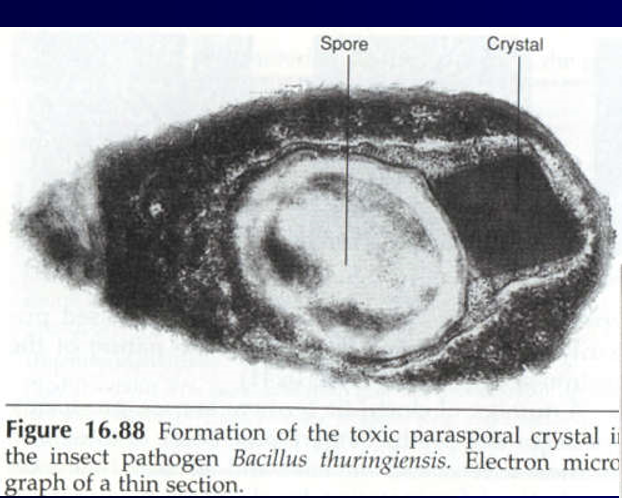 Spore Crystal
Figure 16.88 Formation of the toxic parasporal crystal i
the insect pathogen Bacillus thuringiensis. Electron micro
graph of a thin section.